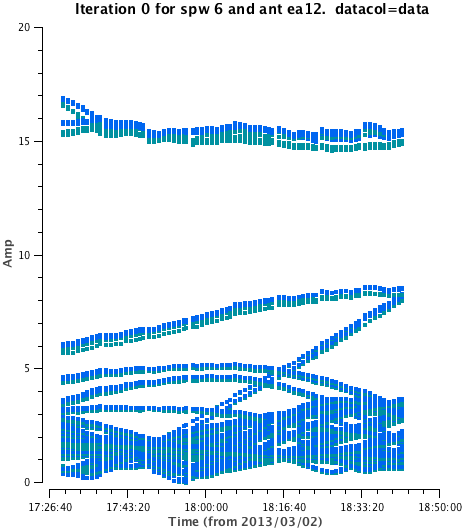 Iteration 0 for spw 6 and ant ea12. datacol=data
20
15
10
5
0
Amp
17:26:40 17:43:20 18:00:00 18:16:40 18:33:20 18:50:00
Time (from 2013/03/02)